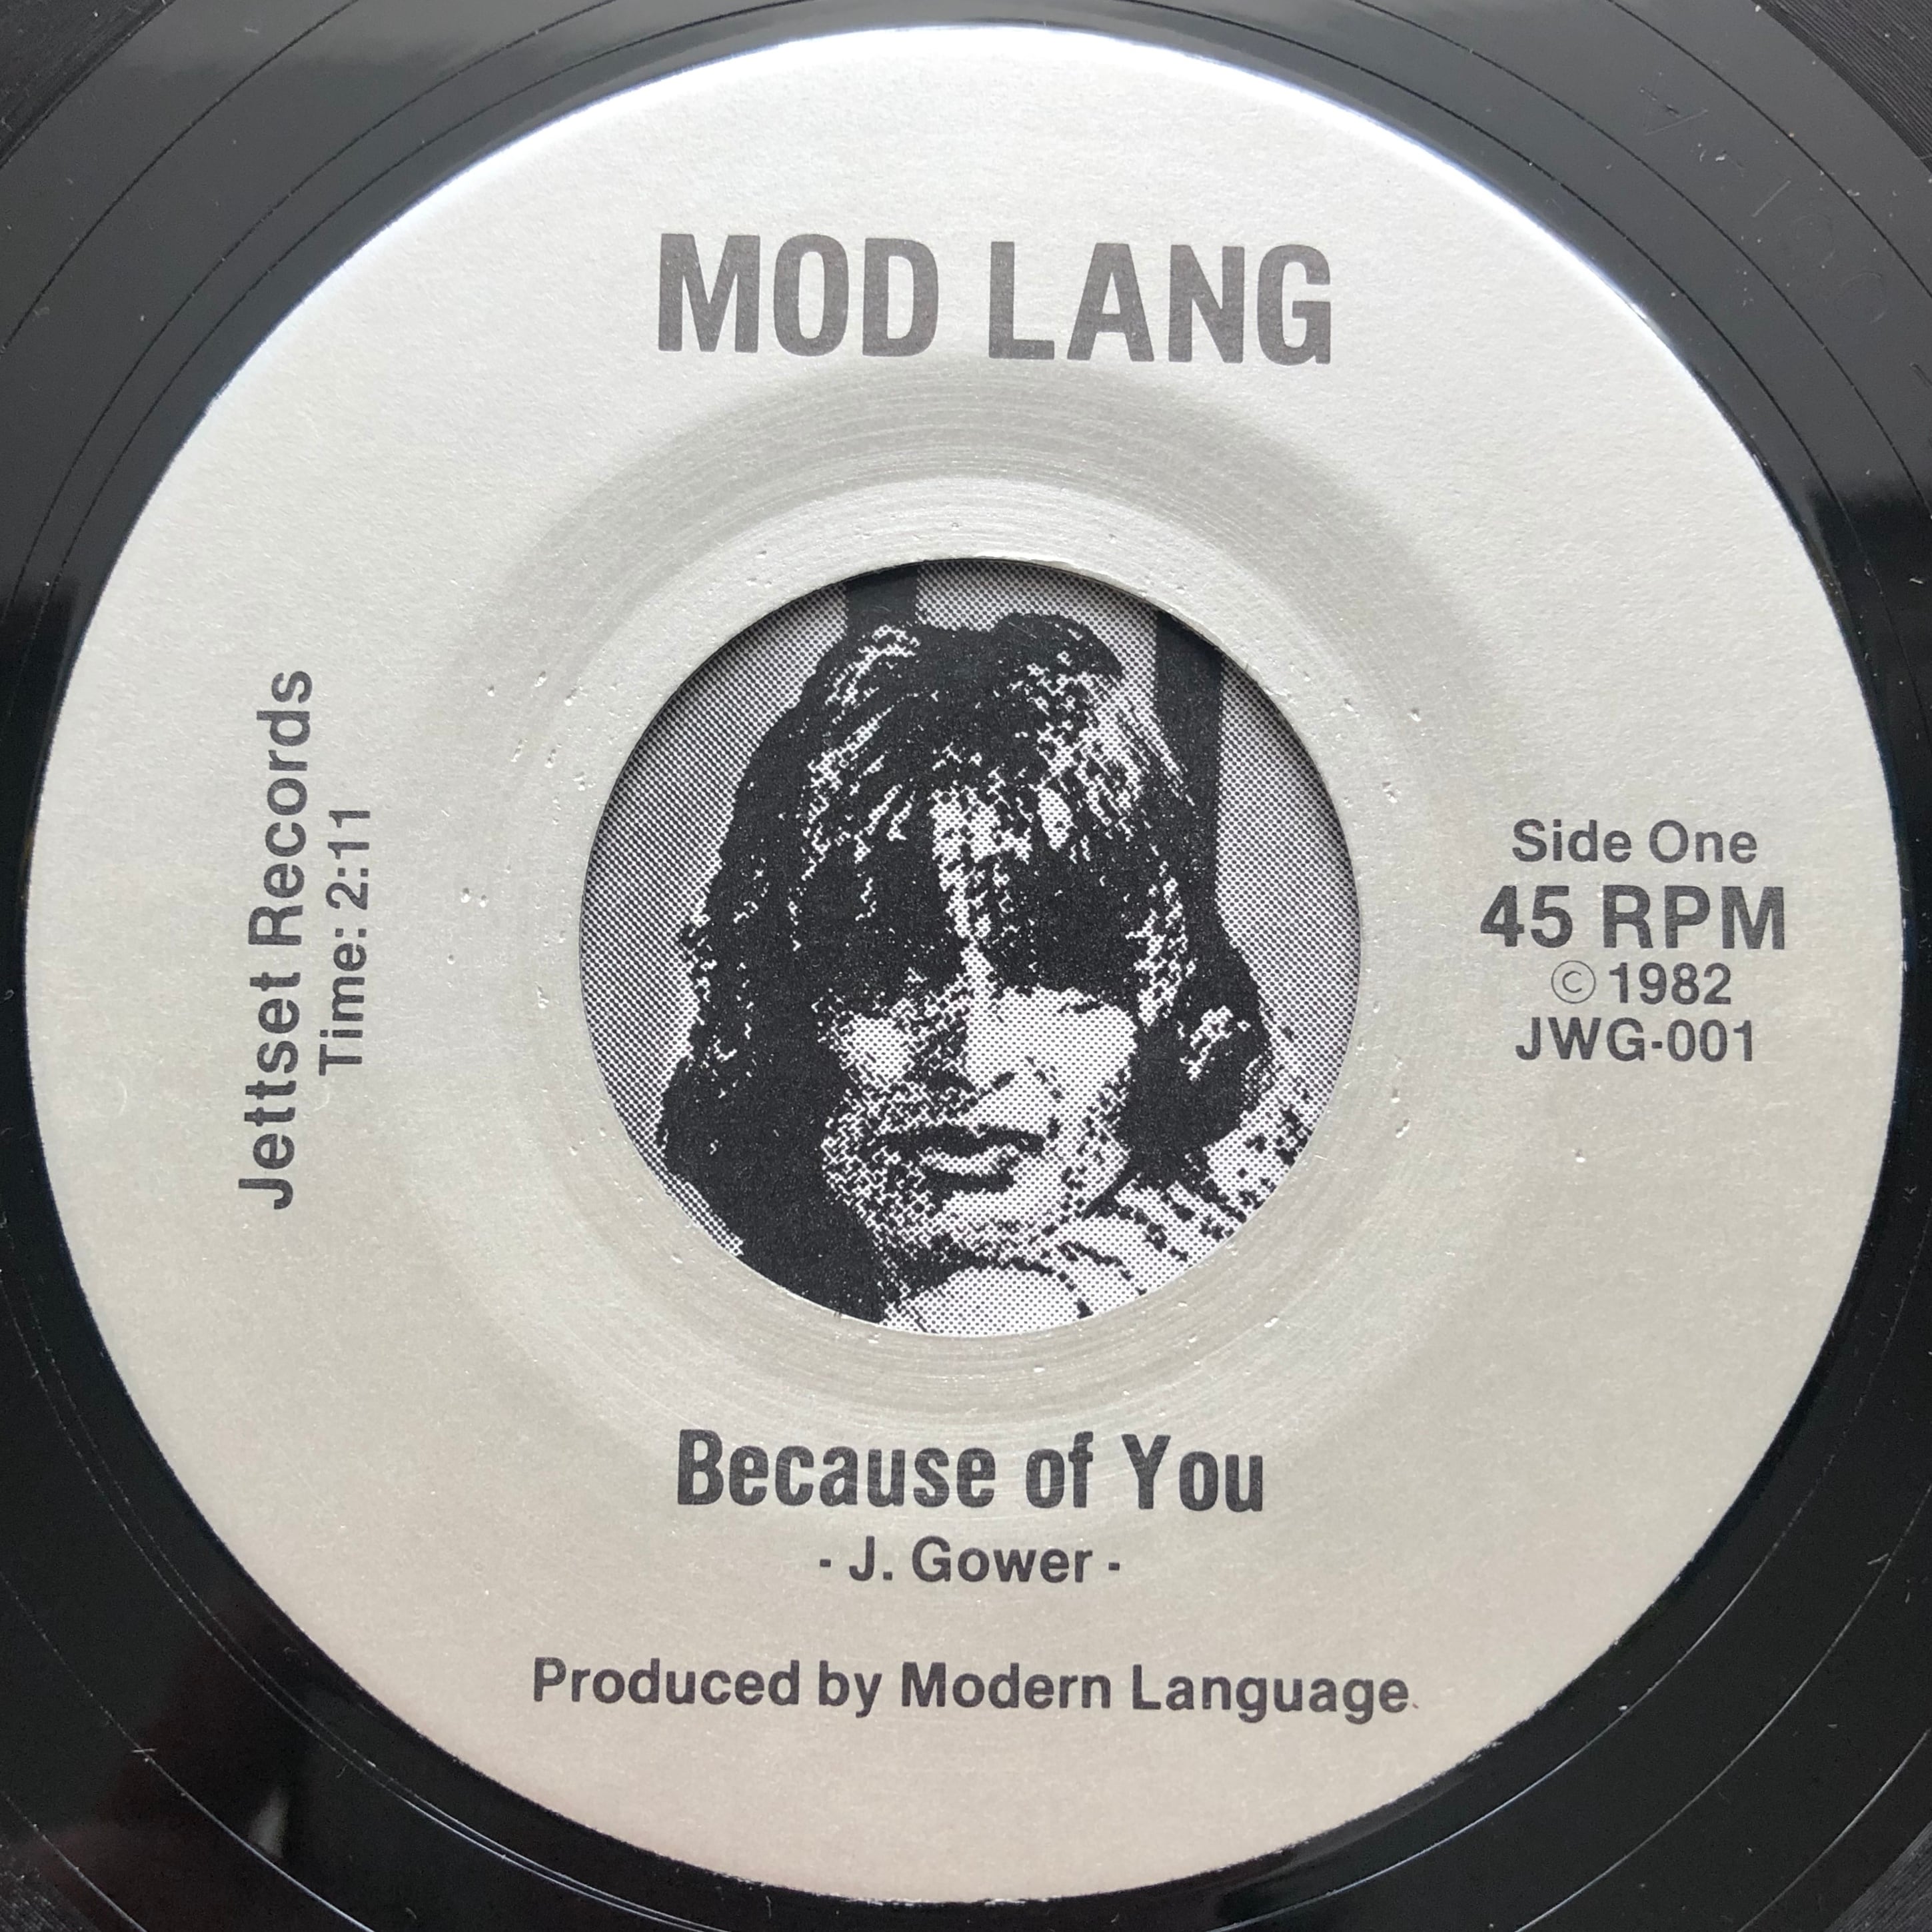 MOD LANG
Jettset Records
Time: 2:11
Side One
45 RPM
© 1982
JWG-001
Because of You
- J. Gower -
Produced by Modern Language.